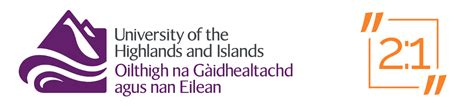 University of the
Highlands and Islands
Oilthigh na Gàidhealtachd
agus nan Eilean
"2:1"